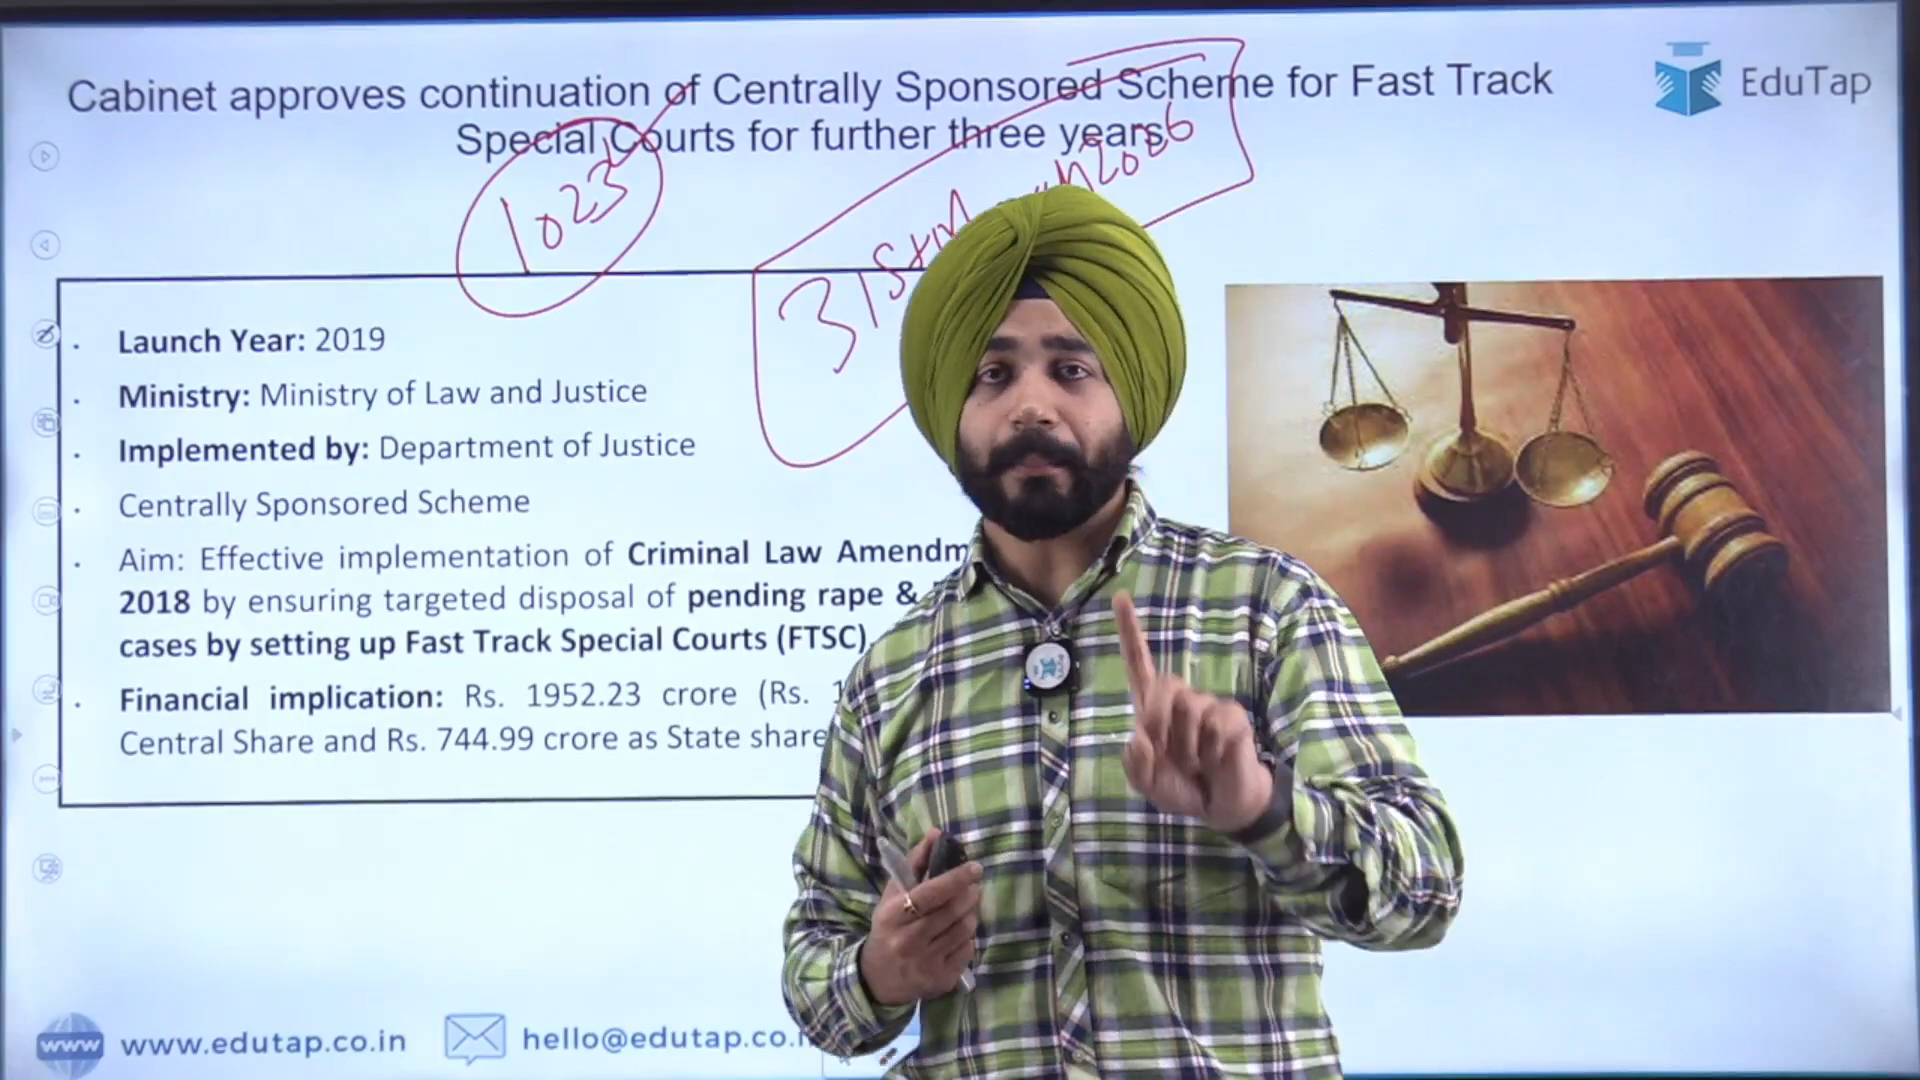 Cabinet approves continuation of Centrally Sponsored Scheme for Fast Track
Special Courts for further three years
EduTap
1023
31st 2026
Launch Year: 2019
Ministry: Ministry of Law and Justice
Implemented by: Department of Justice
Centrally Sponsored Scheme
Aim: Effective implementation of Criminal Law
2018 by ensuring targeted disposal of pending rape &
cases by setting up Fast Track Special Courts (FTSC)
Financial implication: Rs. 1952.23 crore (Rs.
Central Share and Rs. 744.99 crore as State share
www
www.edutap.co.in
hello@edutap.co.